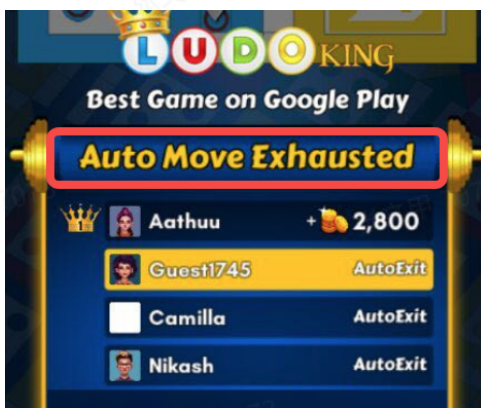 LUDO KING
Best Game on Google Play
Auto Move Exhausted
1 Aathuu + 2,800
Guest1745 AutoExit
Camilla AutoExit
Nikash AutoExit